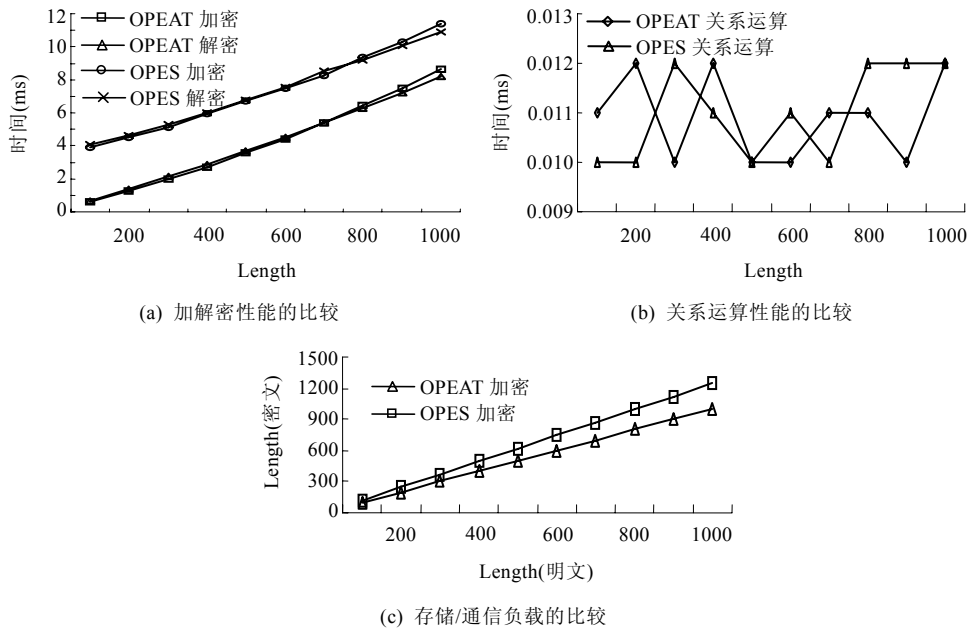 12
10
8
6
4
2
0
时间(ms)
OPEAT 加密
OPEAT 解密
OPES 加密
OPES 解密
200 400 600 800 1000
Length
(a) 加解密性能的比较
0.013
0.012
0.011
0.010
0.009
时间(ms)
OPEAT 关系运算
OPES 关系运算
200 400 600 800 1000
Length
(b) 关系运算性能的比较
1500
1200
900
600
300
0
Length(密文)
OPEAT 加密
OPES 加密
200 400 600 800 1000
Length(明文)
(c) 存储/通信负载的比较